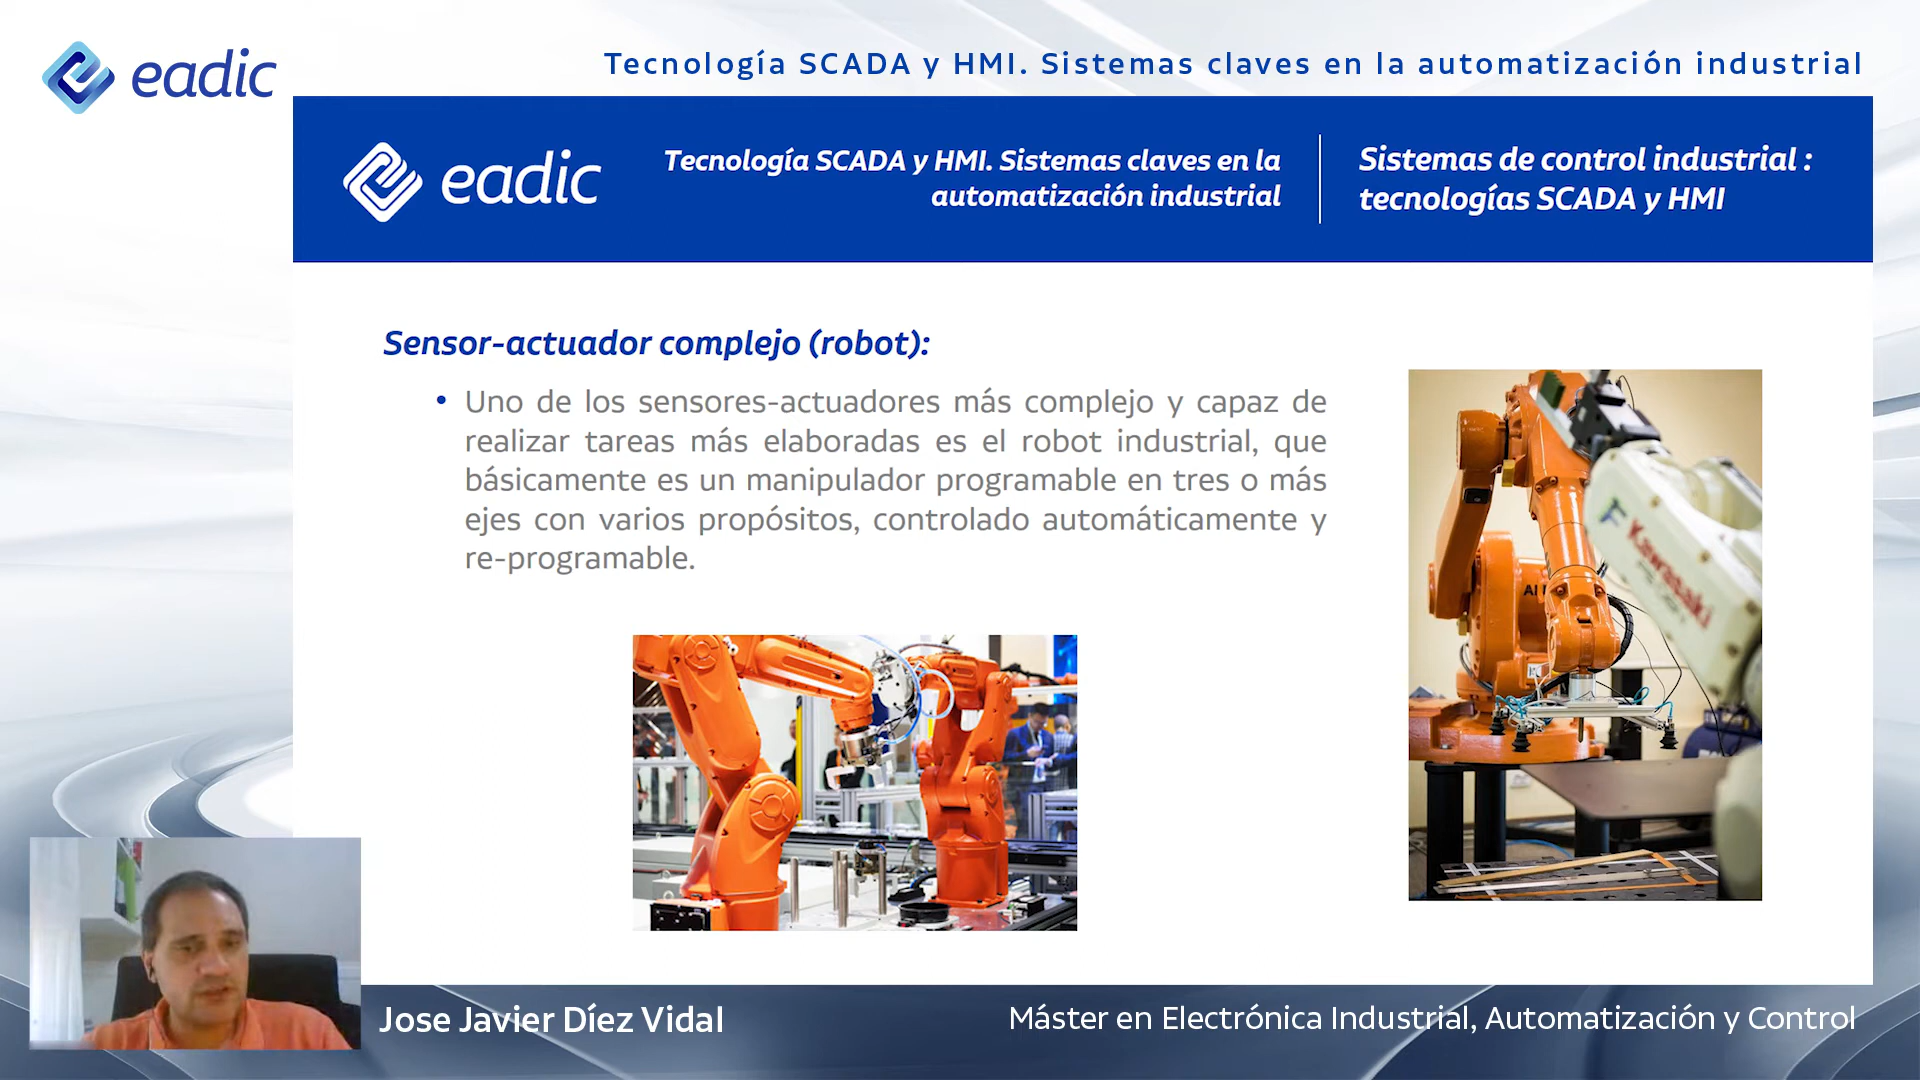 eadic
Tecnología SCADA y HMI. Sistemas claves en la automatización industrial
eadic
Tecnología SCADA y HMI. Sistemas claves en la
automatización industrial
Sistemas de control industrial :
tecnologías SCADA y HMI
Sensor-actuador complejo (robot):
• Uno de los sensores-actuadores más complejo y capaz de
realizar tareas más elaboradas es el robot industrial, que
básicamente es un manipulador programable en tres o más
ejes con varios propósitos, controlado automáticamente y
re-programable.
Kawasaki
Jose Javier Díez Vidal
Máster en Electrónica Industrial, Automatización y Control